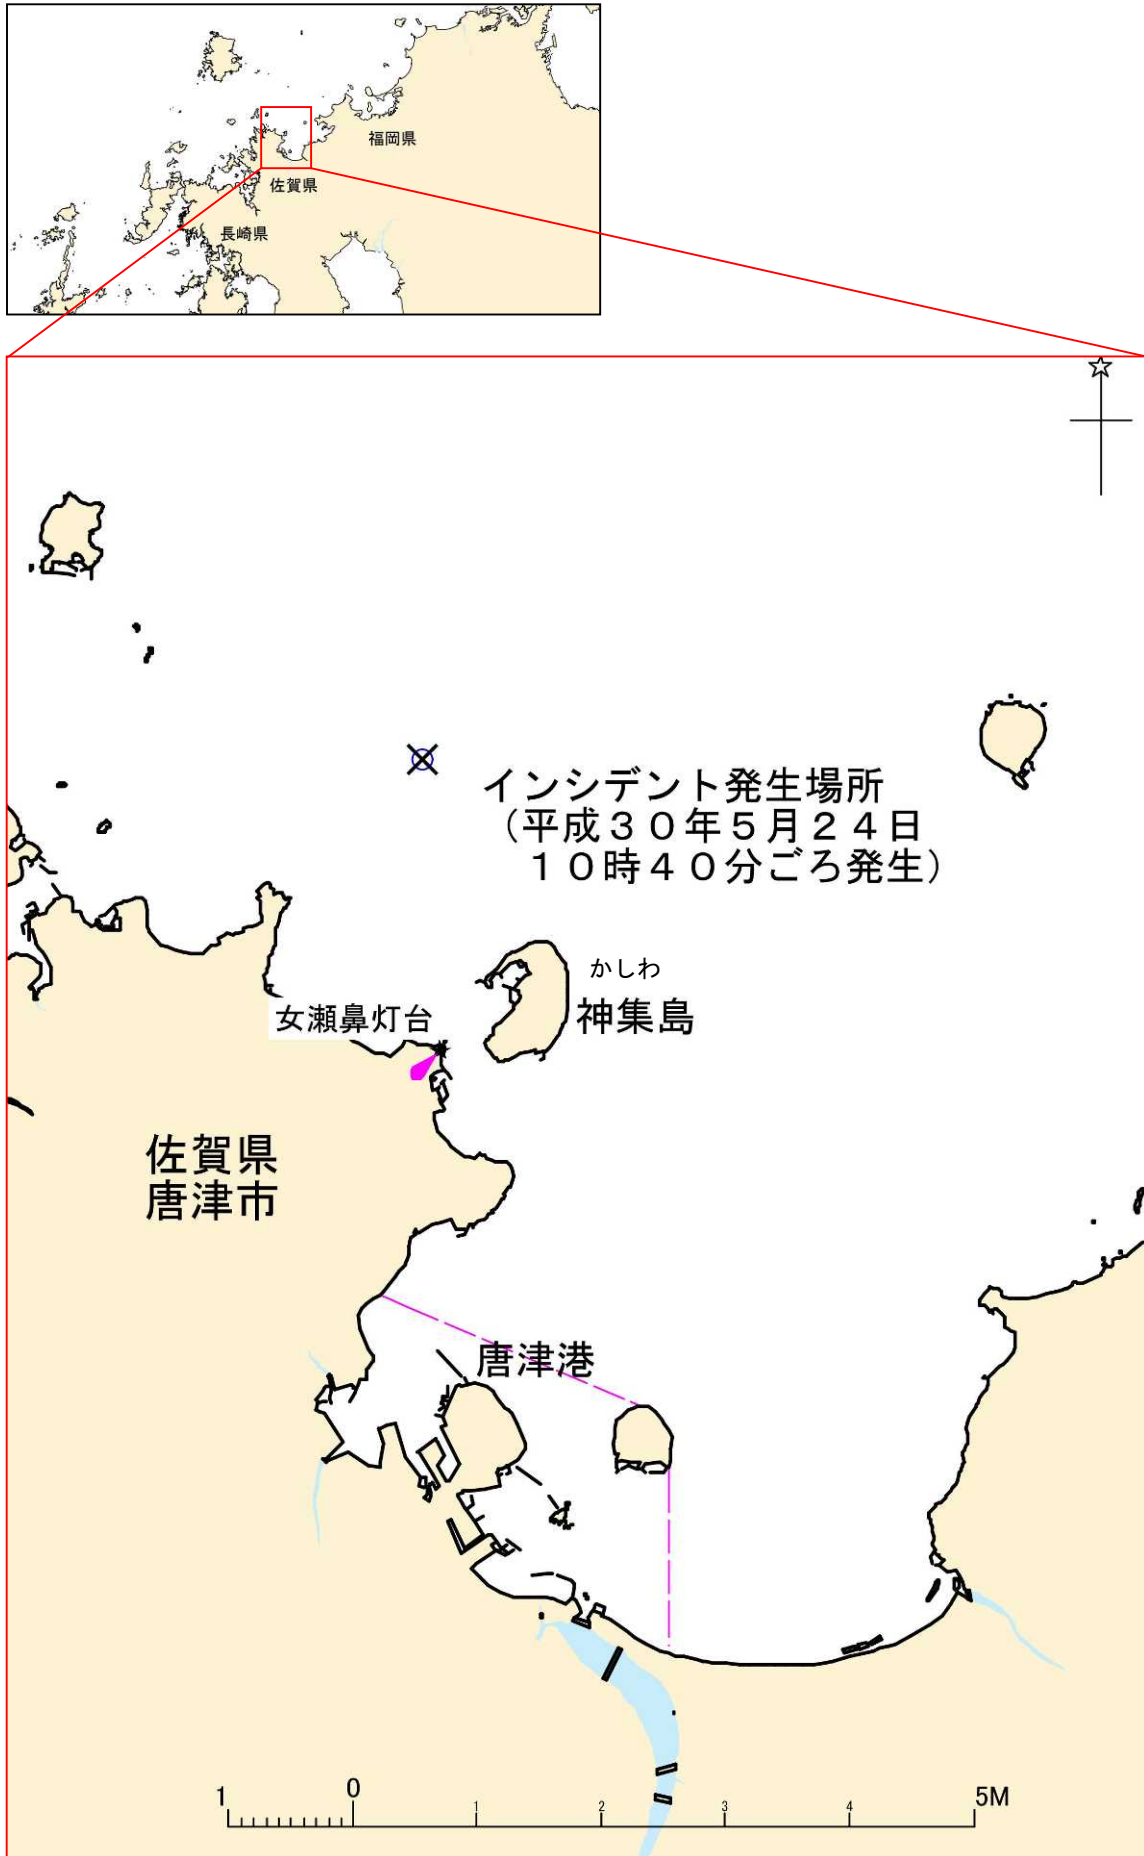 福岡県
佐賀県
長崎県
インシデント発生場所
（平成３０年５月２４日
１０時４０分ごろ発生）
かしわ
神集島
女瀬鼻灯台
佐賀県
唐津市
唐津港
1 0 1 2 3 4 5M